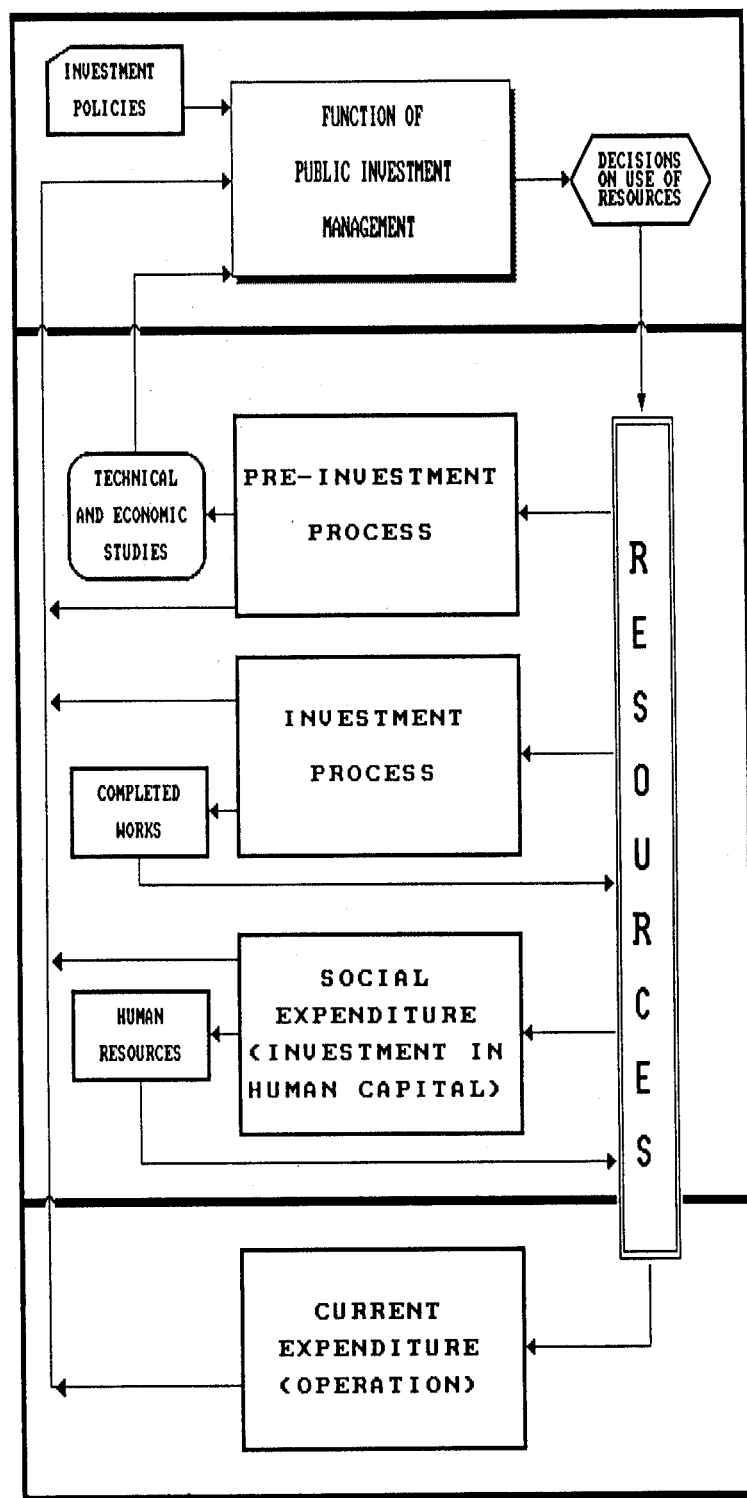 INVESTMENT
POLICIES
FUNCTION OF
PUBLIC INVESTMENT
MANAGEMENT
DECISIONS
ON USE OF
RESOURCES
TECHNICAL
AND ECONOMIC
STUDIES
PRE-INVESTMENT
PROCESS
INVESTMENT
PROCESS
COMPLETED
WORKS
SOCIAL
EXPENDITURE
(INVESTMENT IN
HUMAN CAPITAL)
HUMAN
RESOURCES
RESOURCES
CURRENT
EXPENDITURE
(OPERATION)